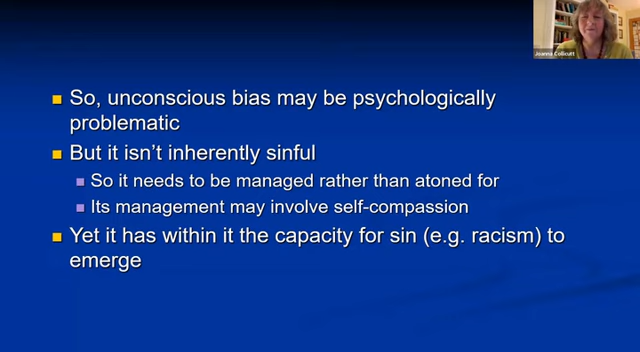 Joanna Collicutt
So, unconscious bias may be psychologically
problematic
But it isn't inherently sinful
So it needs to be managed rather than atoned for
Its management may involve self-compassion
Yet it has within it the capacity for sin (e.g. racism) to
emerge